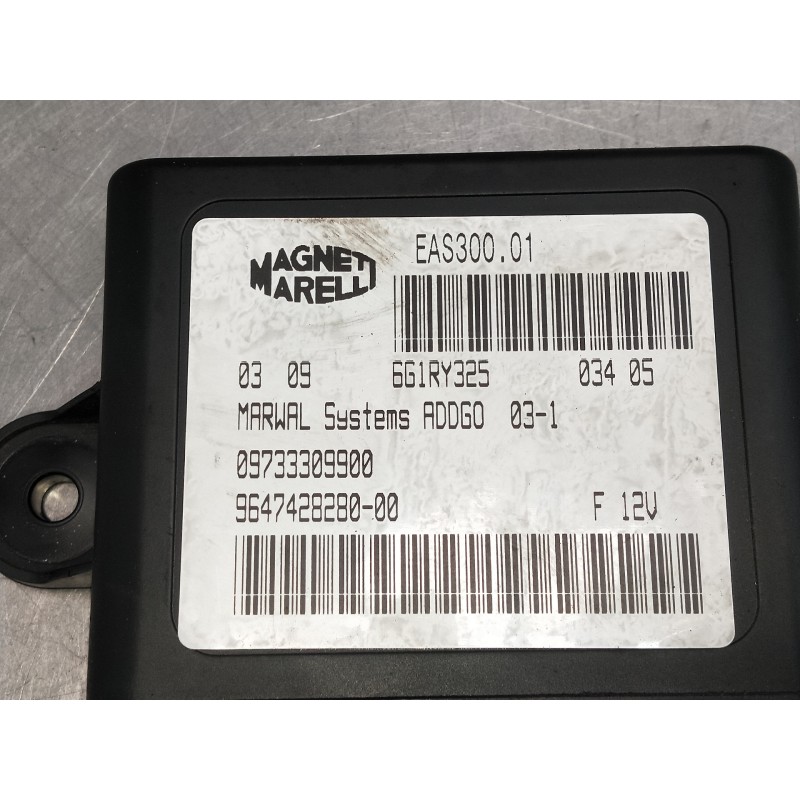 MAGNETI MARELLI
EAS300.01
03 09 6G1RY325 034 05
MARWAL Systems ADDGO 03-1
09733309900
9647428280-00 F 12V